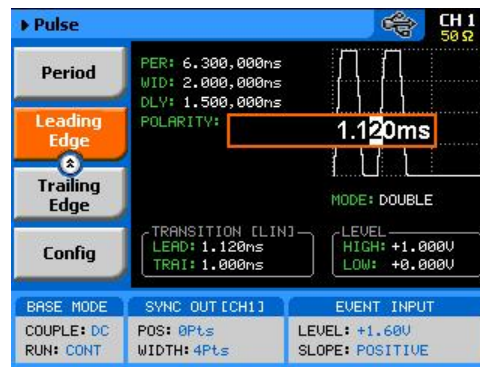 Pulse
CH 1
50 Ω
Period
Leading
Edge
Trailing
Edge
Config
PER: 6.300,000ms
WID: 2.000,000ms
DLY: 1.500,000ms
POLARITY:
1.120ms
MODE: DOUBLE
TRANSITION [LIN]
LEAD: 1.120ms
TRAI: 1.000ms
LEVEL
HIGH: +1.000V
LOW: +0.000V
BASE MODE
COUPLE: DC
RUN: CONT
SYNC OUT [CH1]
POS: 0Pts
WIDTH: 4Pts
EVENT INPUT
LEVEL: +1.60V
SLOPE: POSITIVE